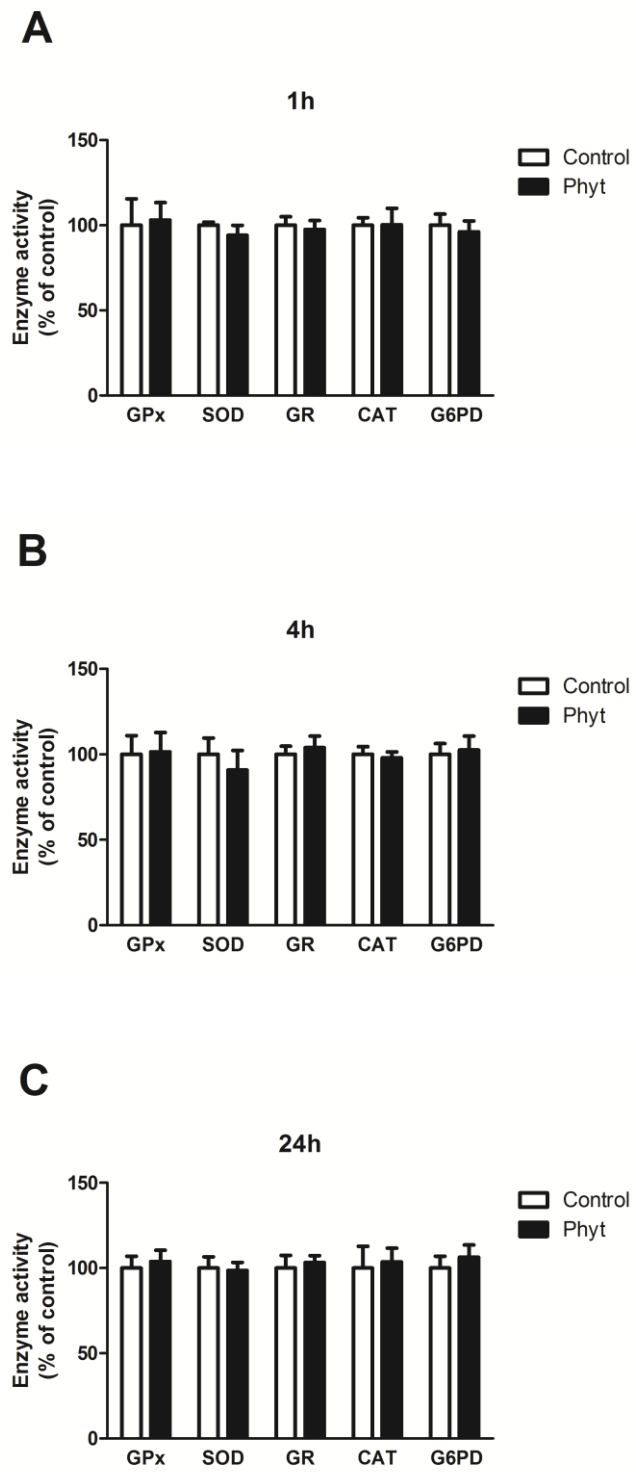 A
1h
Enzyme activity
(% of control)
150
100
50
0
GPx SOD GR CAT G6PD
Control
Phyt
B
4h
Enzyme activity
(% of control)
150
100
50
0
GPx SOD GR CAT G6PD
Control
Phyt
C
24h
Enzyme activity
(% of control)
150
100
50
0
GPx SOD GR CAT G6PD
Control
Phyt